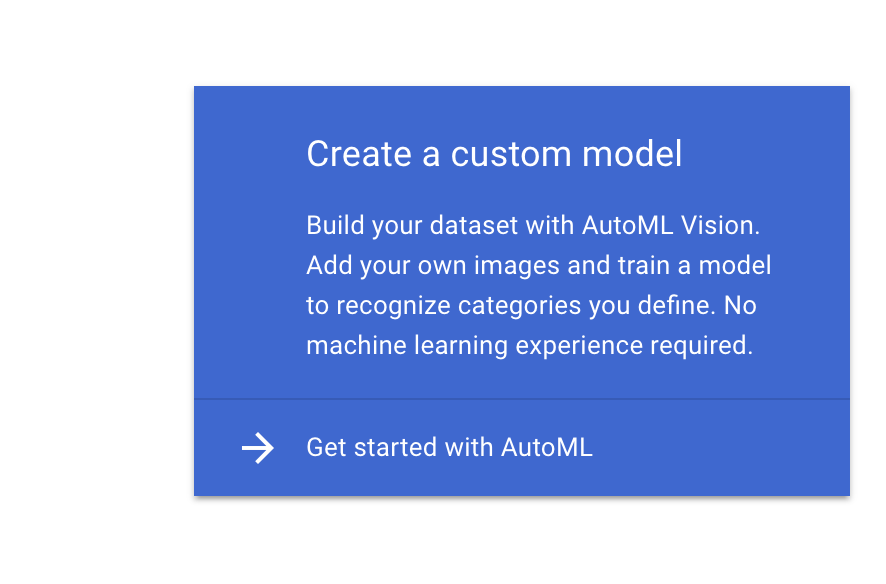 Create a custom model
Build your dataset with AutoML Vision.
Add your own images and train a model
to recognize categories you define. No
machine learning experience required.
Get started with AutoML